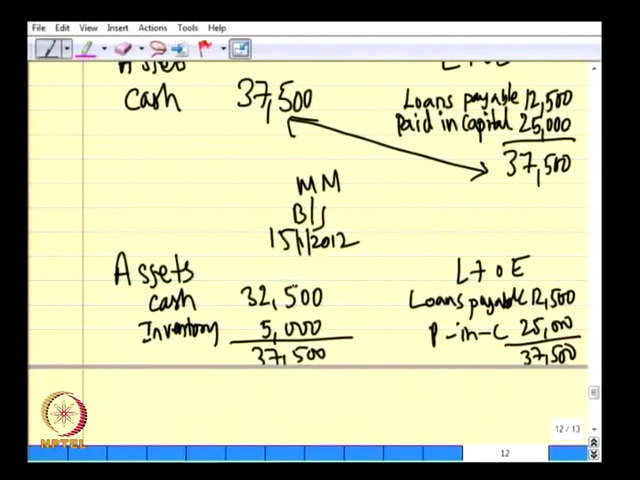 File Edit View Insert Actions Tools Help
Assets L + O E
Cash 37,500 Loans payable 12,500
Paid in Capital 25,000
37,500
MM
B/S
15/1/2012
Assets L + O E
Cash 32,500 Loans payable 12,500
Inventory 5,000 P-in-C 25,000
37,500 37,500
NPTEL
12 / 13
12